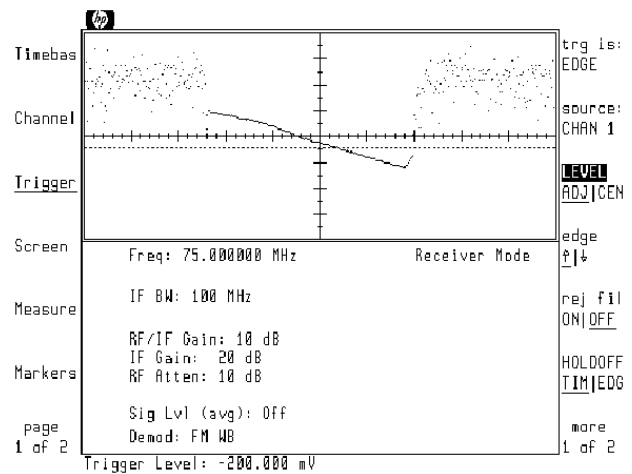 hp
Timebas
Channel
Trigger
Screen
Measure
Markers
page
1 of 2
trg is:
EDGE
source:
CHAN 1
LEVEL
ADJ|CEN
edge
↑|↓
rej fil
ON|OFF
HOLDOFF
TIM|EDG
more
1 of 2
Freq: 75.000000 MHz
Receiver Mode
IF BW: 100 MHz
RF/IF Gain: 10 dB
IF Gain: 20 dB
RF Atten: 10 dB
Sig Lvl (avg): Off
Demod: FM WB
Trigger Level: -200.000 mV